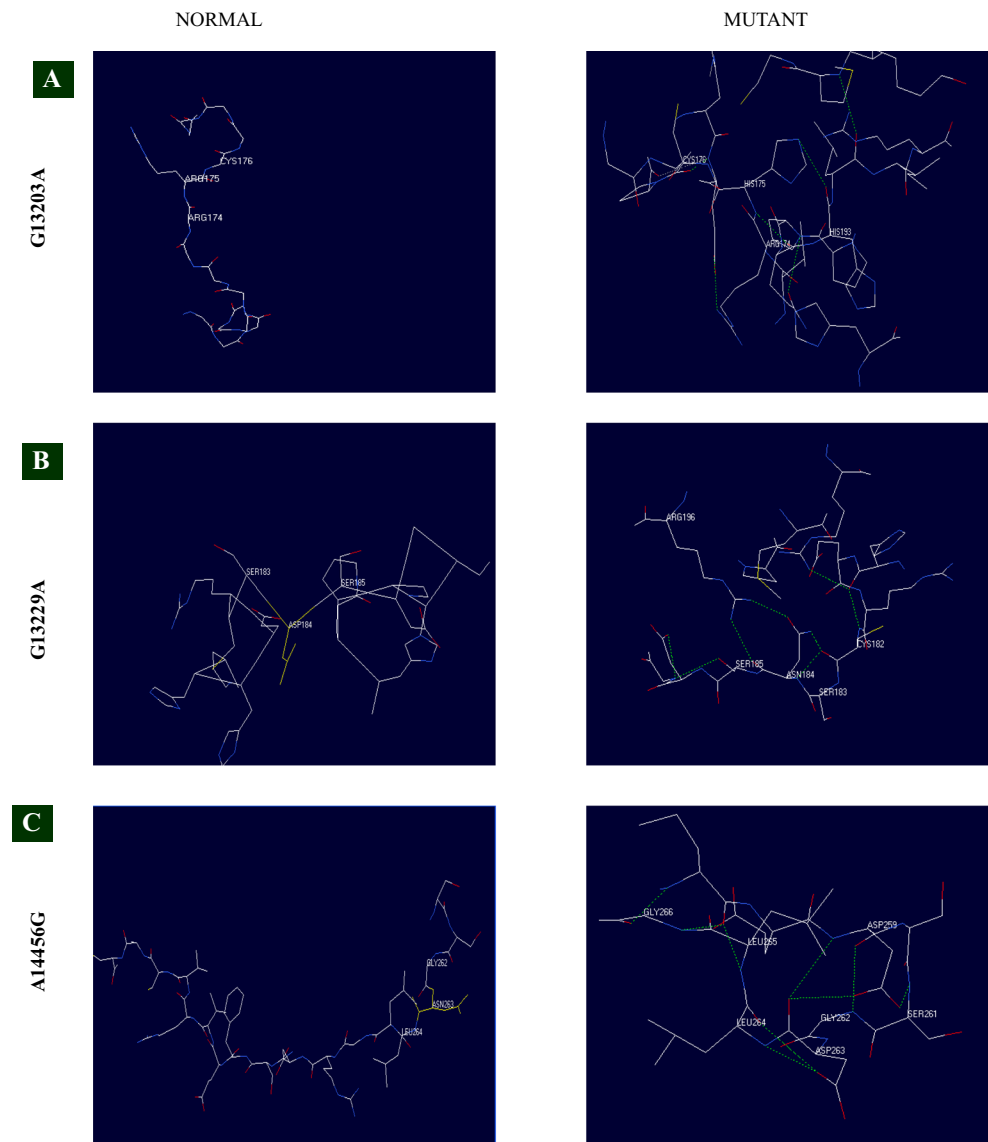 NORMAL
MUTANT
A
G13203A
CYS176
ARG175
ARG174
CYS176
HIS175
ARG174
HIS193
B
G13229A
SER183
SER185
ASP184
ARG196
CYS182
SER185
ASN184
SER183
C
A14456G
GLY262
ASN263
LEU264
GLY266
ASP259
LEU265
SER261
GLY262
LEU264
ASP263